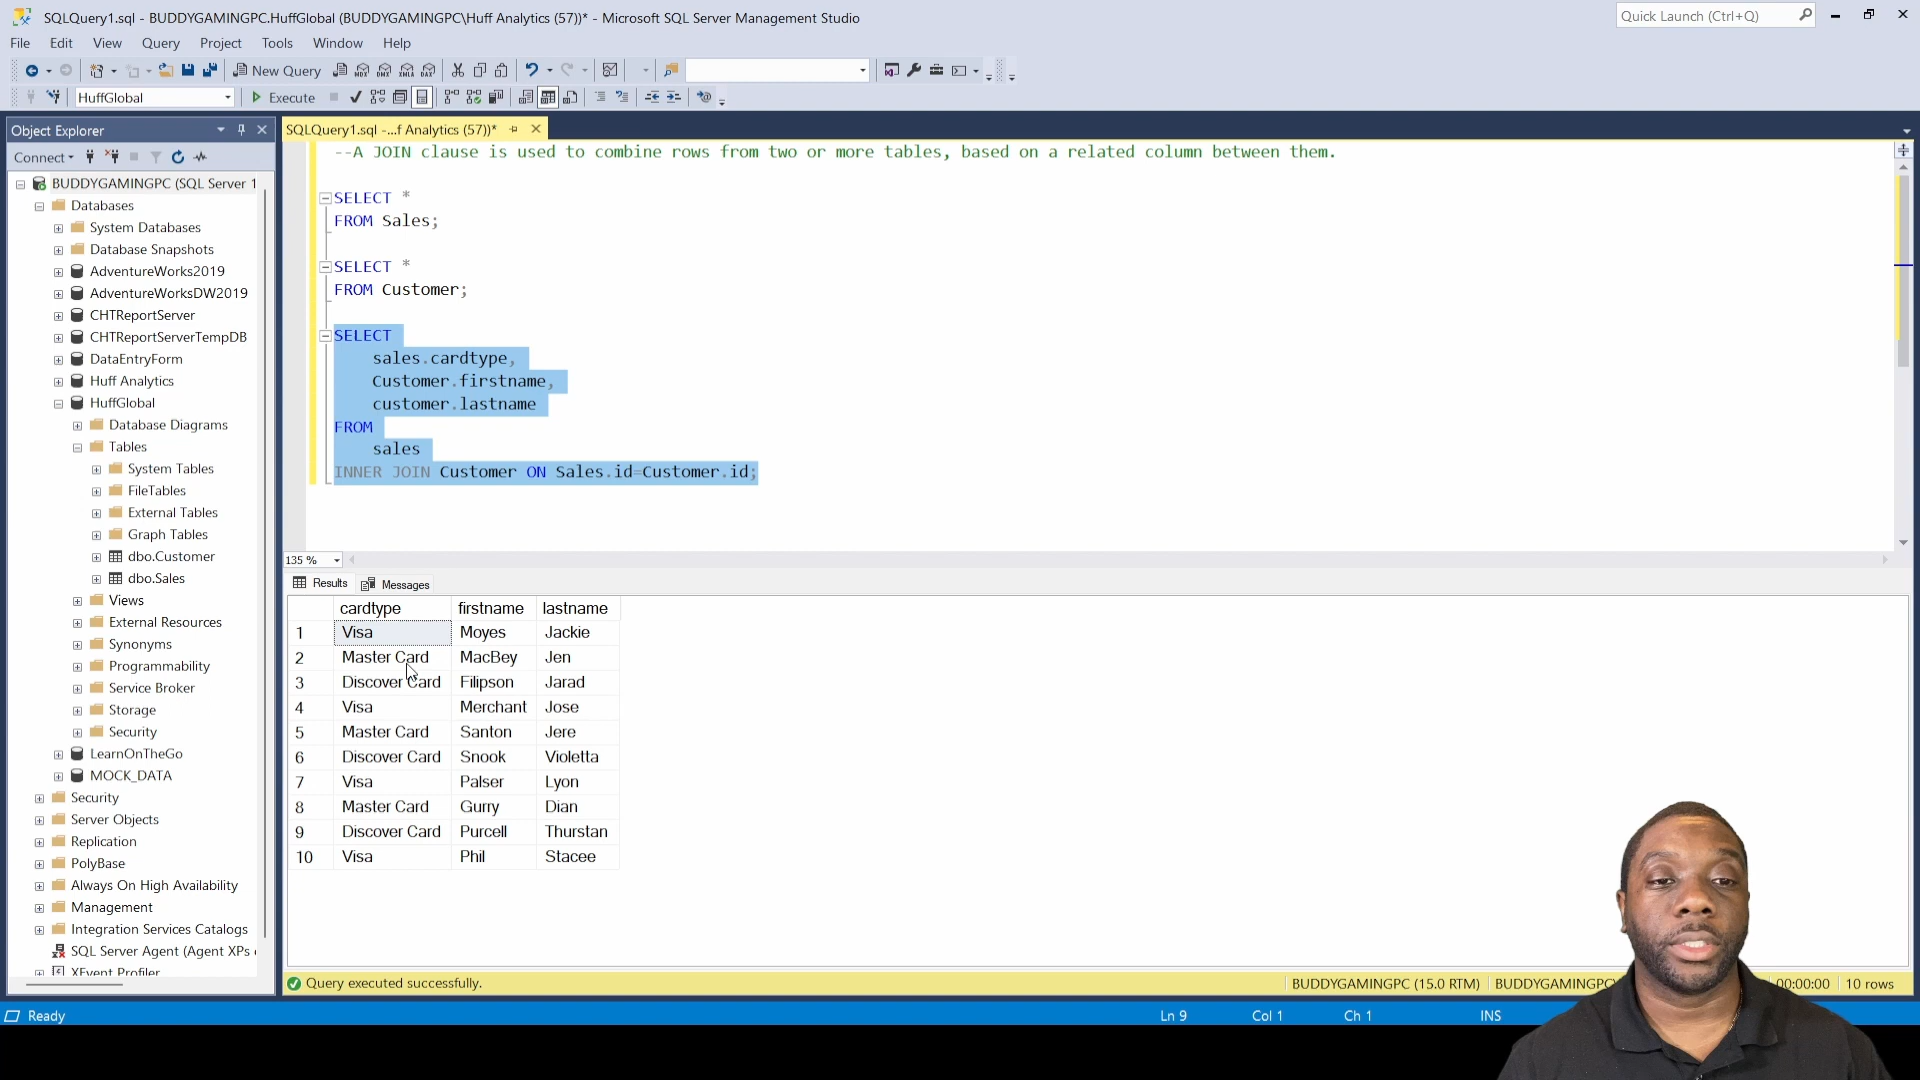 SQLQuery1.sql - BUDDYGAMINGPC.HuffGlobal (BUDDYGAMINGPC\Huff Analytics (57))* - Microsoft SQL Server Management Studio
Quick Launch (Ctrl+Q)
File Edit View Query Project Tools Window Help
New Query
HuffGlobal
Execute
Object Explorer
SQLQuery1.sql -...f Analytics (57))*
Connect
BUDDYGAMINGPC (SQL Server 1
Databases
System Databases
Database Snapshots
AdventureWorks2019
AdventureWorksDW2019
CHTReportServer
CHTReportServerTempDB
DataEntryForm
Huff Analytics
HuffGlobal
Database Diagrams
Tables
System Tables
FileTables
External Tables
Graph Tables
dbo.Customer
dbo.Sales
Views
External Resources
Synonyms
Programmability
Service Broker
Storage
Security
LearnOnTheGo
MOCK_DATA
Security
Server Objects
Replication
PolyBase
Always On High Availability
Management
Integration Services Catalogs
SQL Server Agent (Agent XPs
XEvent Profiler
--A JOIN clause is used to combine rows from two or more tables, based on a related column between them.
SELECT *
FROM Sales;
SELECT *
FROM Customer;
SELECT
sales.cardtype,
Customer.firstname,
customer.lastname
FROM
sales
INNER JOIN Customer ON Sales.id=Customer.id;
135 %
Results Messages
cardtype firstname lastname
1 Visa Moyes Jackie
2 Master Card MacBey Jen
3 Discover Card Filipson Jarad
4 Visa Merchant Jose
5 Master Card Santon Jere
6 Discover Card Snook Violetta
7 Visa Palser Lyon
8 Master Card Gurry Dian
9 Discover Card Purcell Thurstan
10 Visa Phil Stacee
Query executed successfully.
BUDDYGAMINGPC (15.0 RTM) BUDDYGAMINGPC\ 00:00:00 10 rows
Ready Ln 9 Col 1 Ch 1 INS